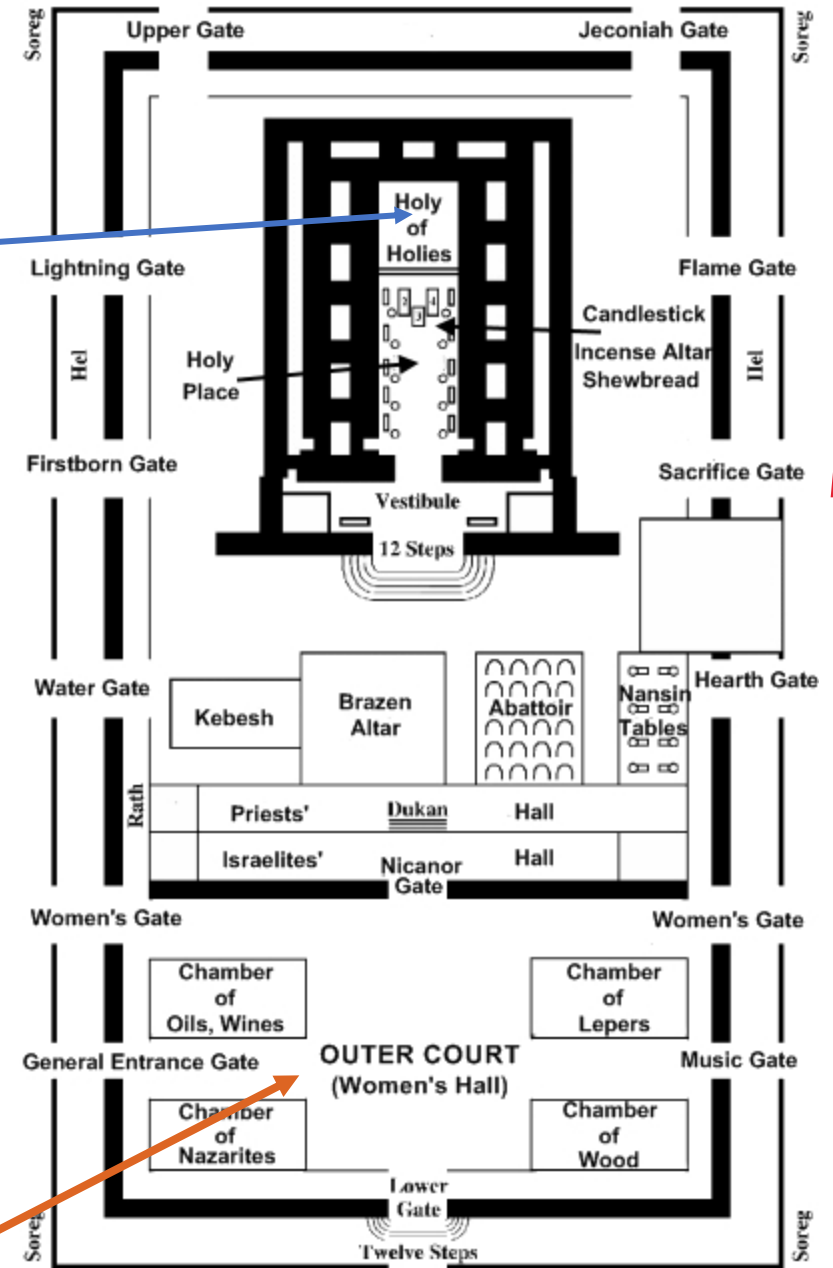 Soreg
Soreg
Upper Gate
Jeconiah Gate
Holy
of
Holies
Lightning Gate
Flame Gate
2
4
3
Candlestick
Incense Altar
Shewbread
Hel
Hel
Holy
Place
Firstborn Gate
Sacrifice Gate
Vestibule
12 Steps
Water Gate
Hearth Gate
Kebesh
Brazen
Altar
Abattoir
Nansin
Tables
Rath
Priests'
Dukan
Hall
Israelites'
Nicanor
Gate
Hall
Women's Gate
Women's Gate
Chamber
of
Oils, Wines
Chamber
of
Lepers
General Entrance Gate
OUTER COURT
(Women's Hall)
Music Gate
Chamber
of
Nazarites
Chamber
of
Wood
Lower
Gate
Twelve Steps
Soreg
Soreg